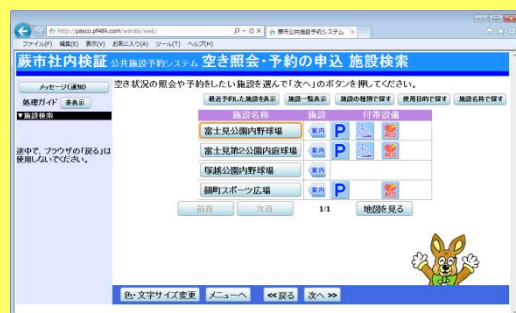 http://pasco.pf489.com/warabi/web/
蕨市公共施設予約システム
ファイル(F) 編集(E) 表示(V) お気に入り(A) ツール(T) ヘルプ(H)
蕨市社内検証 公共施設予約システム 空き照会・予約の申込 施設検索
メッセージ(通知)
処理ガイド 非表示
▼施設検索
途中で、ブラウザの「戻る」は
使用しないでください。
空き状況の照会や予約をしたい施設を選んで「次へ」のボタンを押してください。
最近予約した施設を表示 施設一覧表示 施設の種類で探す 使用目的で探す 施設名称で探す
施設名称 施設 付帯設備
富士見公園内野球場 案内 P AED
富士見第2公園内庭球場 案内 P AED
塚越公園内野球場 案内
錦町スポーツ広場 案内 P AED
前頁 次頁 1/1 地図を見る
色・文字サイズ変更 メニューへ ≪戻る 次へ≫